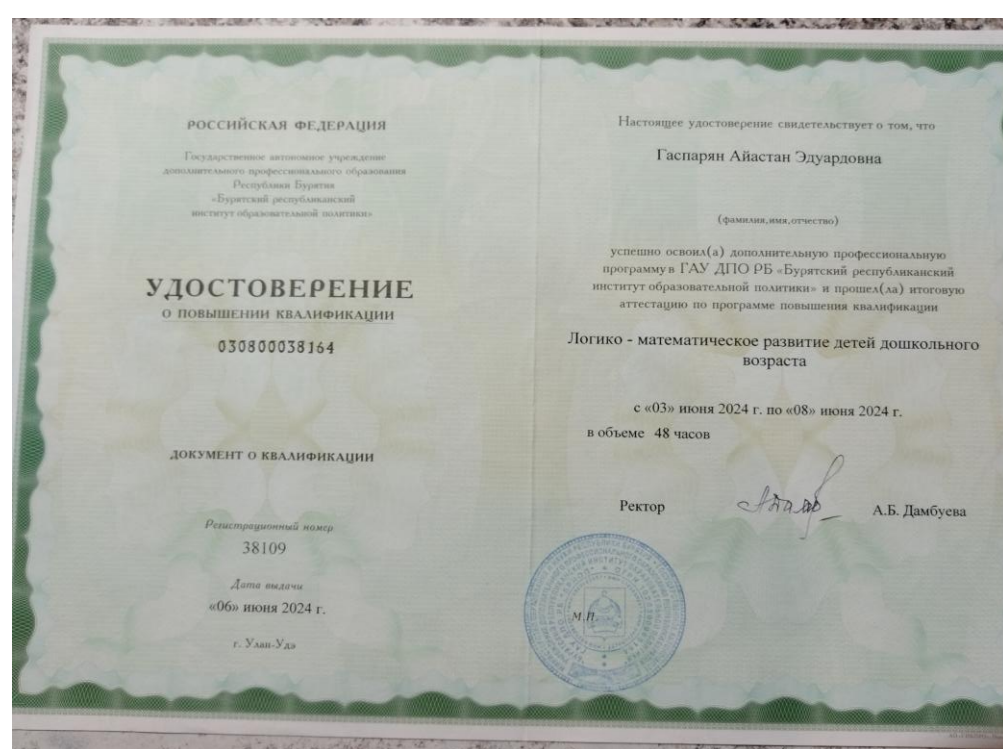 РОССИЙСКАЯ ФЕДЕРАЦИЯ
Государственное автономное учреждение
дополнительного профессионального образования
Республики Бурятия
«Бурятский республиканский
институт образовательной политики»
УДОСТОВЕРЕНИЕ
О ПОВЫШЕНИИ КВАЛИФИКАЦИИ
030800038164
ДОКУМЕНТ О КВАЛИФИКАЦИИ
Регистрационный номер
38109
Дата выдачи
«06» июня 2024 г.
г. Улан-Удэ
Настоящее удостоверение свидетельствует о том, что
Гаспарян Айастан Эдуардовна
(фамилия,имя,отчество)
успешно освоил(а) дополнительную профессиональную
программу в ГАУ ДПО РБ «Бурятский республиканский
институт образовательной политики» и прошел(ла) итоговую
аттестацию по программе повышения квалификации
Логико - математическое развитие детей дошкольного
возраста
с «03» июня 2024 г. по «08» июня 2024 г.
в объеме 48 часов
Ректор А.Б. Дамбуева
М.П.